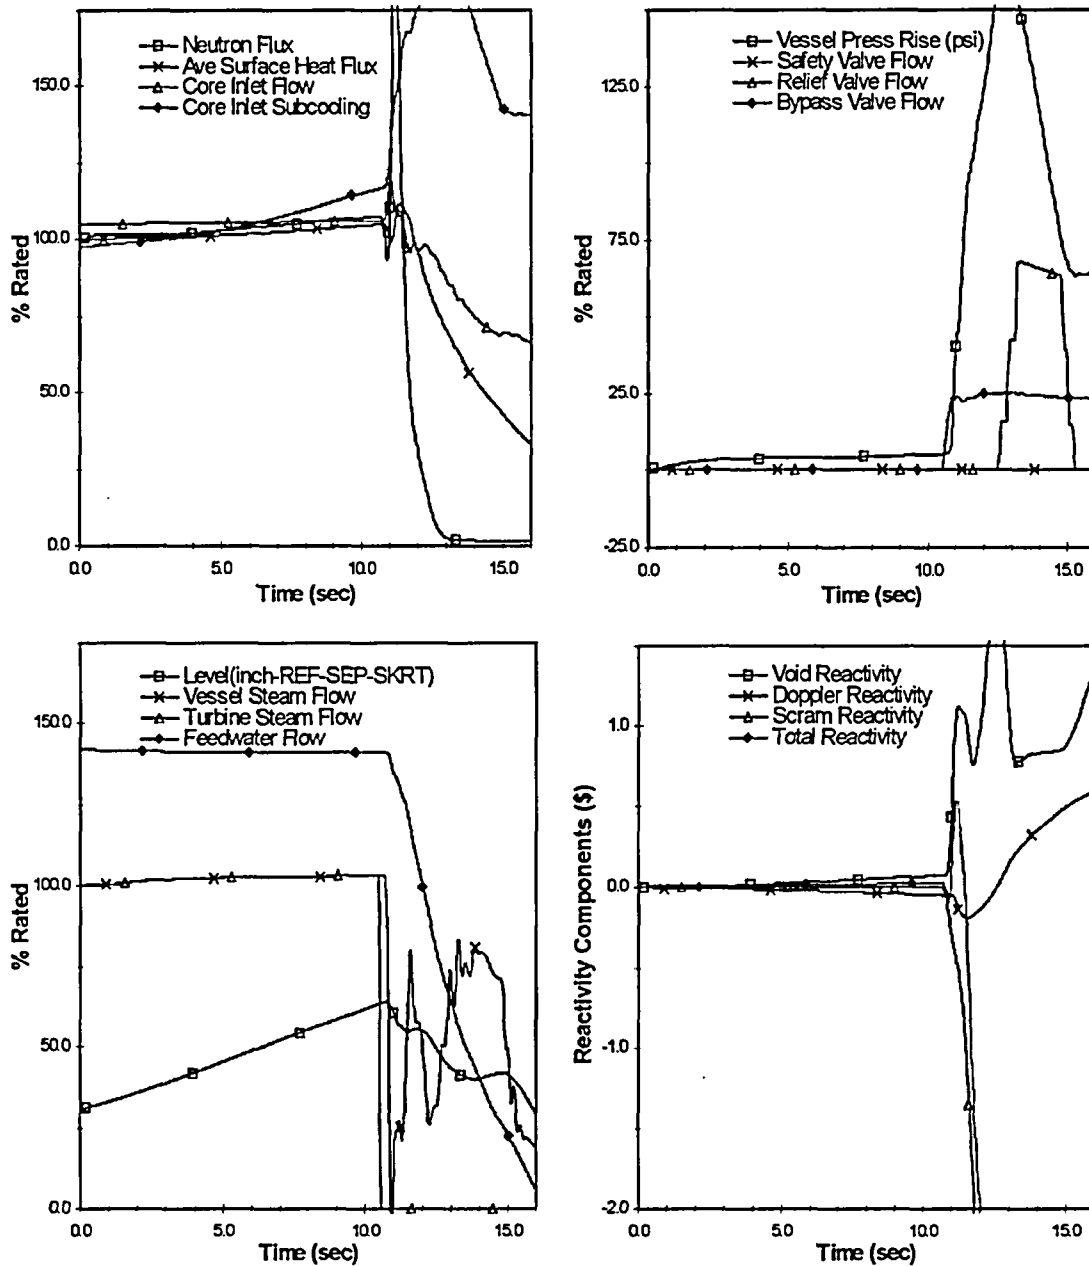 Neutron Flux
Ave Surface Heat Flux
Core Inlet Flow
Core Inlet Subcoding
150.0
100.0
50.0
0.0
% Rated
0.0 5.0 10.0 15.0
Time (sec)
Vessel Press Rise (psi)
Safety Valve Flow
Relief Valve Flow
Bypass Valve Flow
125.0
75.0
25.0
-25.0
% Rated
0.0 5.0 10.0 15.0
Time (sec)
Level(inch-REF-SEP-SKRT)
Vessel Steam Flow
Turbine Steam Flow
Feedwater Flow
150.0
100.0
50.0
0.0
% Rated
0.0 5.0 10.0 15.0
Time (sec)
Void Reactivity
Doppler Reactivity
Scram Reactivity
Total Reactivity
1.0
0.0
-1.0
-2.0
Reactivity Components ($)
0.0 5.0 10.0 15.0
Time (sec)